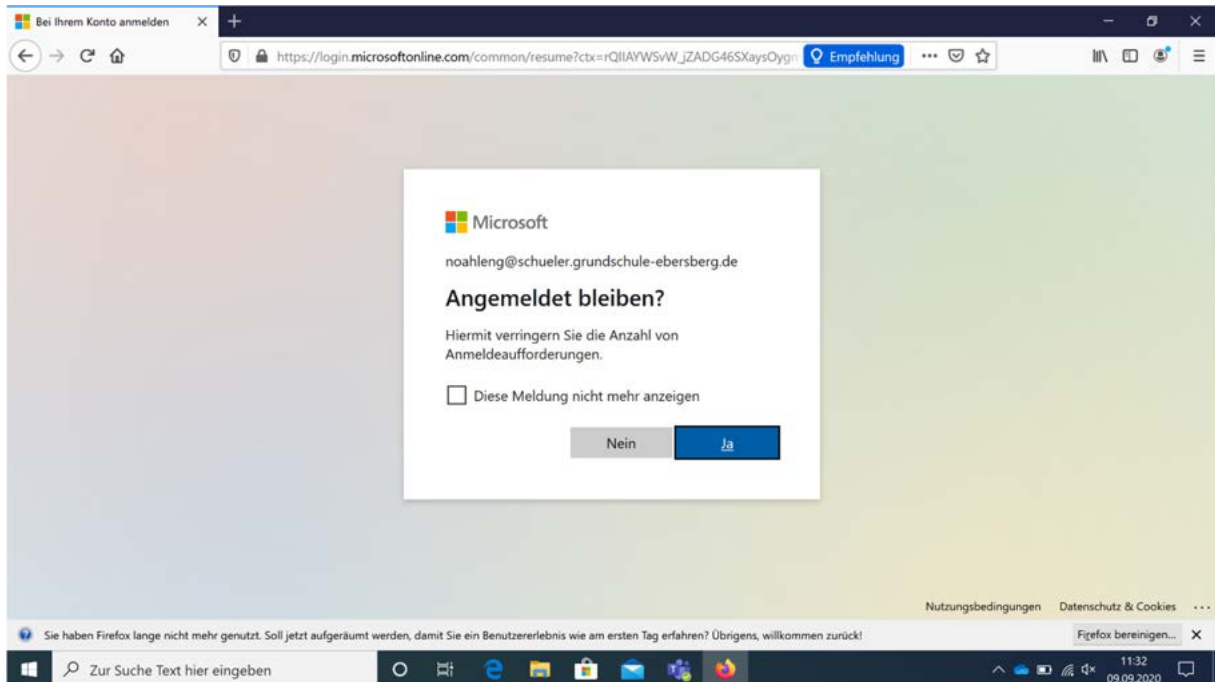 Bei Ihrem Konto anmelden
https://login.microsoftonline.com/common/resume?ctx=rQIIAYWSvW_jZADG46SXaysOygn
Empfehlung
Microsoft
noahleng@schueler.grundschule-ebersberg.de
Angemeldet bleiben?
Hiermit verringern Sie die Anzahl von
Anmeldeaufforderungen.
Diese Meldung nicht mehr anzeigen
Nein Ja
Nutzungsbedingungen Datenschutz & Cookies ...
Sie haben Firefox lange nicht mehr genutzt. Soll jetzt aufgeräumt werden, damit Sie ein Benutzererlebnis wie am ersten Tag erfahren? Übrigens, willkommen zurück! Firefox bereinigen...
Zur Suche Text hier eingeben
11:32
09.09.2020